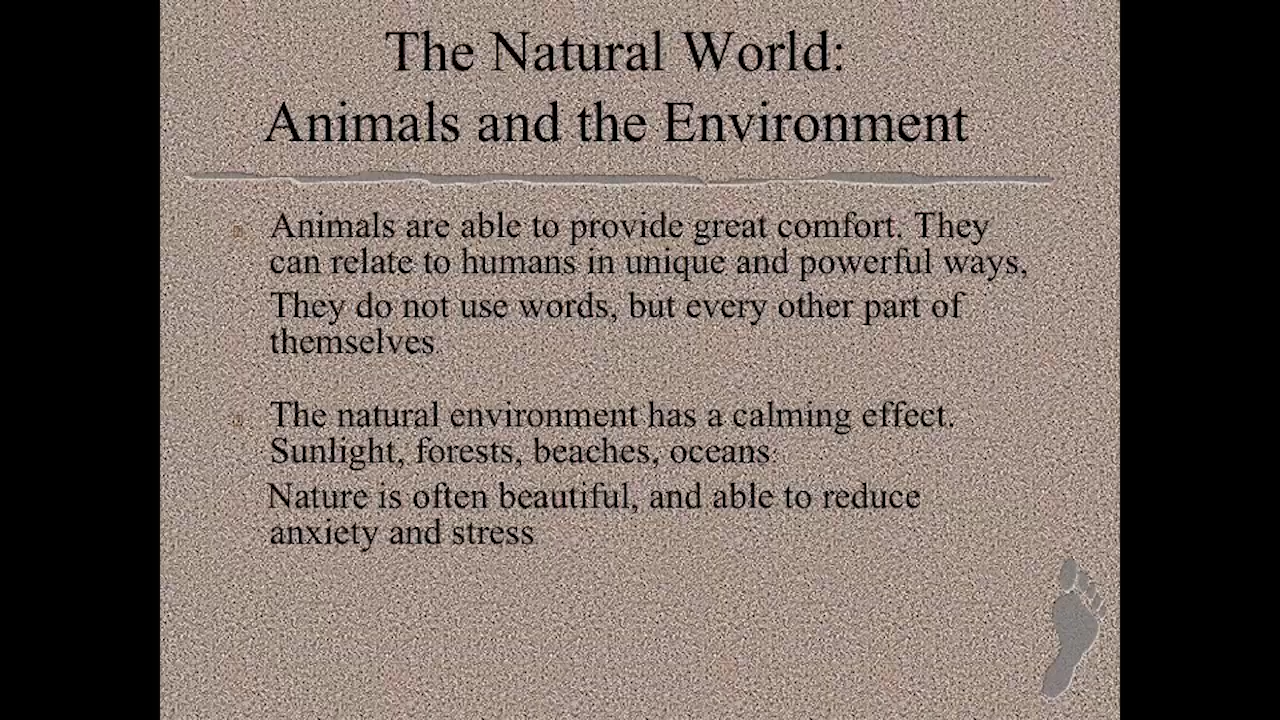 The Natural World:
Animals and the Environment
Animals are able to provide great comfort. They
can relate to humans in unique and powerful ways,
They do not use words, but every other part of
themselves
The natural environment has a calming effect.
Sunlight, forests, beaches, oceans
Nature is often beautiful, and able to reduce
anxiety and stress